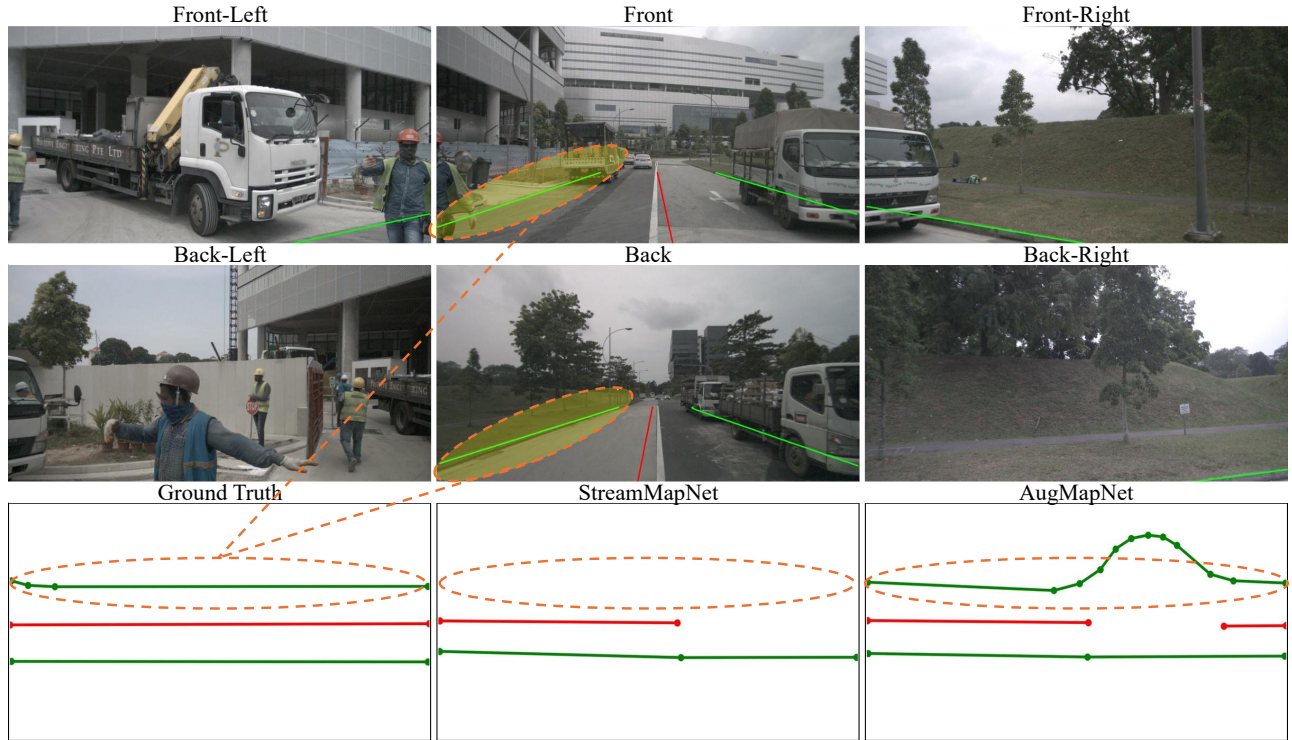 Front-Left
Front
Front-Right
Back-Left
Back
Back-Right
Ground Truth
StreamMapNet
AugMapNet